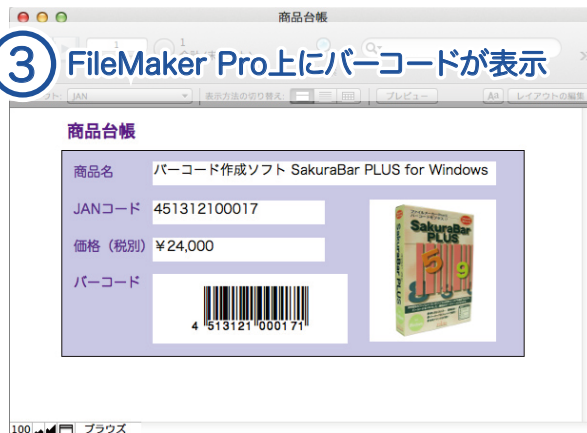 商品台帳
③ FileMaker Pro上にバーコードが表示
JAN 表示方法の切り替え: プレビュー Aa レイアウトの編集
商品台帳
商品名 バーコード作成ソフト SakuraBar PLUS for Windows
JANコード 451312100017
価格（税別） ￥24,000
バーコード
4 513121 000171
SakuraBar
PLUS
5 9
100 ブラウズ